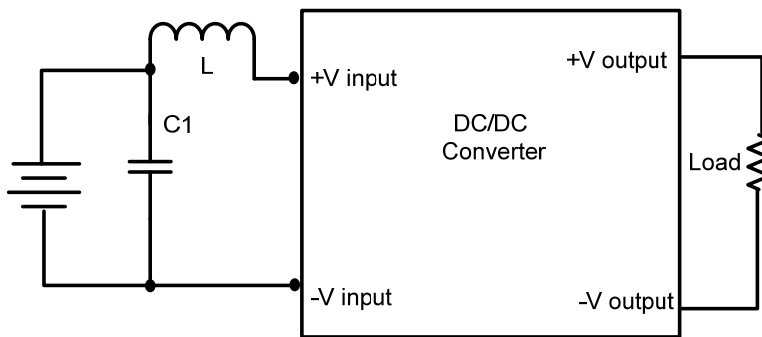 L
+V input
+V output
C1
DC/DC
Converter
Load
–V input
–V output